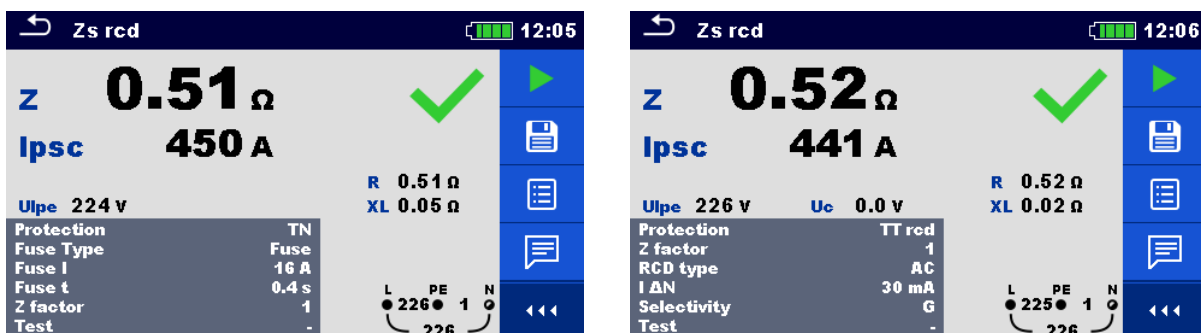 Zs rcd
12:05
Z 0.51 Ω
Ipsc 450 A
R 0.51 Ω
Ulpe 224 V
XL 0.05 Ω
Protection TN
Fuse Type Fuse
Fuse I 16 A
Fuse t 0.4 s
Z factor 1
Test -
L PE N
226 1
226
Zs rcd
12:06
Z 0.52 Ω
Ipsc 441 A
R 0.52 Ω
Ulpe 226 V Uc 0.0 V
XL 0.02 Ω
Protection TT rcd
Z factor 1
RCD type AC
I ΔN 30 mA
Selectivity G
Test -
L PE N
225 1
226